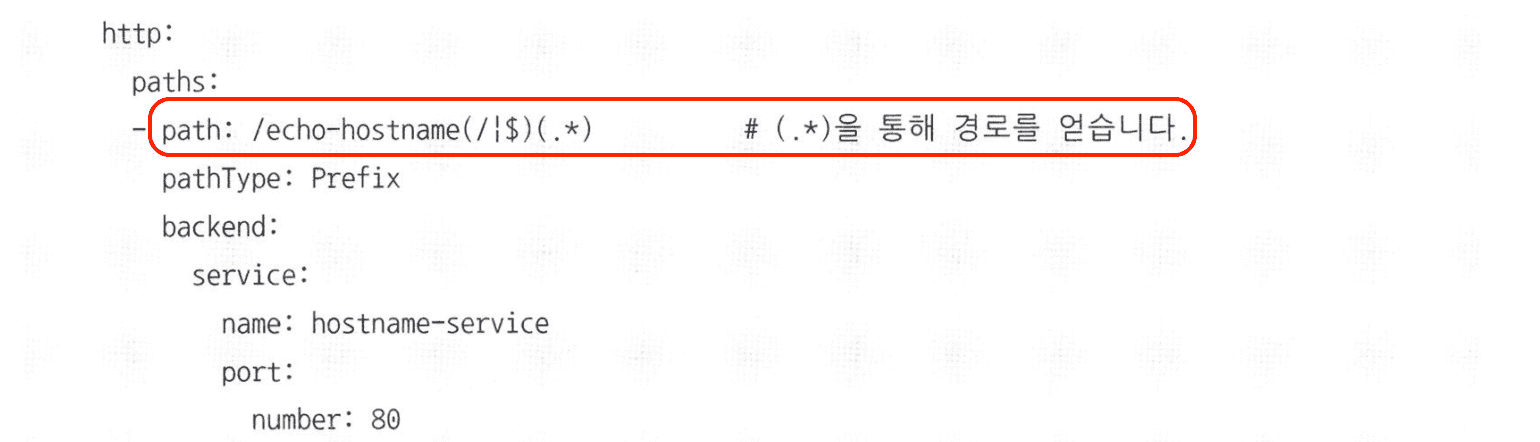 http:
paths:
- path: /echo-hostname(/¦$)(.*) # (.*)을 통해 경로를 얻습니다.
pathType: Prefix
backend:
service:
name: hostname-service
port:
number: 80